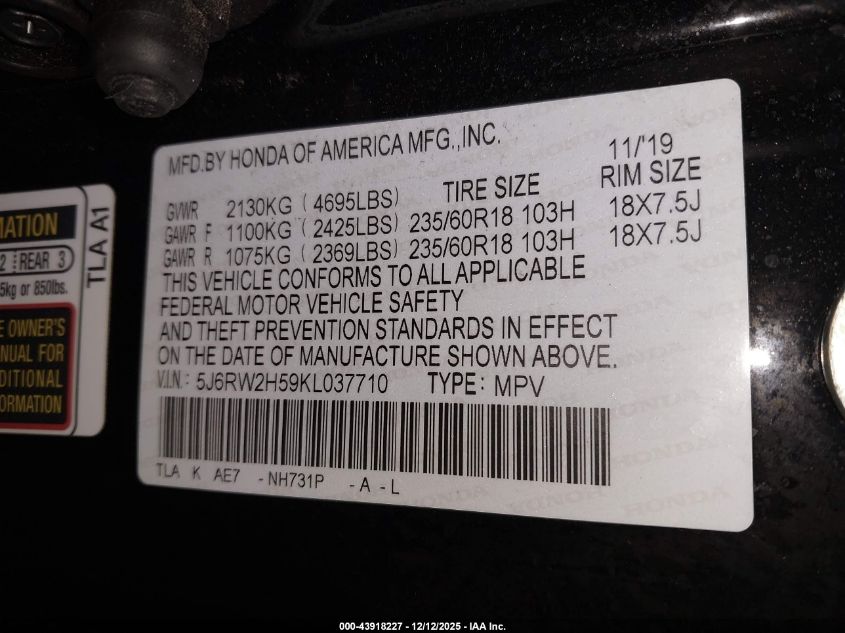 MFD.BY HONDA OF AMERICA MFG.,INC. 11/'19
TIRE SIZE RIM SIZE
GVWR 2130KG ( 4695LBS)
GAWR F 1100KG (2425LBS) 235/60R18 103H 18X7.5J
GAWR R 1075KG (2369LBS) 235/60R18 103H 18X7.5J
THIS VEHICLE CONFORMS TO ALL APPLICABLE
FEDERAL MOTOR VEHICLE SAFETY
AND THEFT PREVENTION STANDARDS IN EFFECT
ON THE DATE OF MANUFACTURE SHOWN ABOVE.
V.I.N.: 5J6RW2H59KL037710 TYPE: MPV
TLA K AE7 -NH731P -A -L
2 REAR 3
5kg or 850lbs.
OWNER'S
FOR
TLA A1
000-43918227 - 12/12/2025 - IAA Inc.